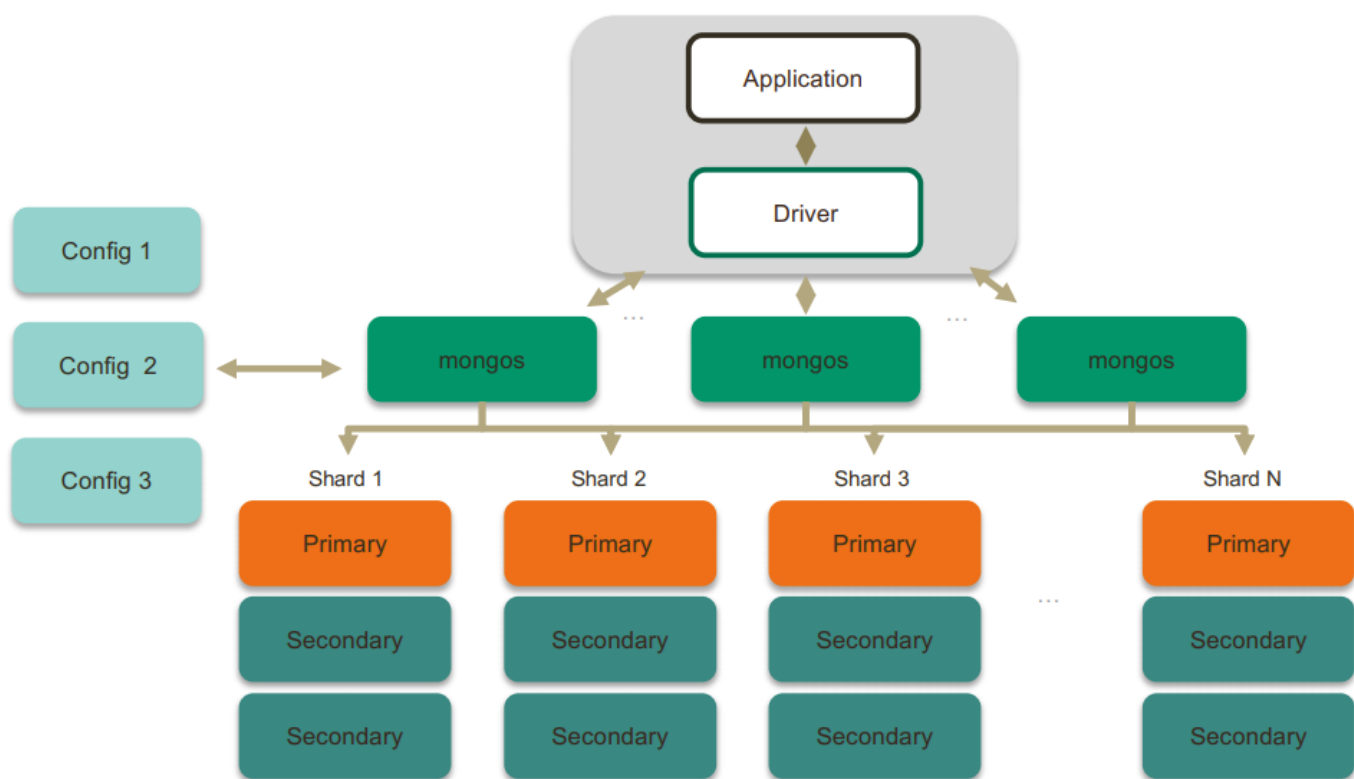 Application
Driver
Config 1
... ...
Config 2
mongos mongos mongos
Config 3
Shard 1 Shard 2 Shard 3 Shard N
Primary Primary Primary Primary
...
Secondary Secondary Secondary Secondary
Secondary Secondary Secondary Secondary